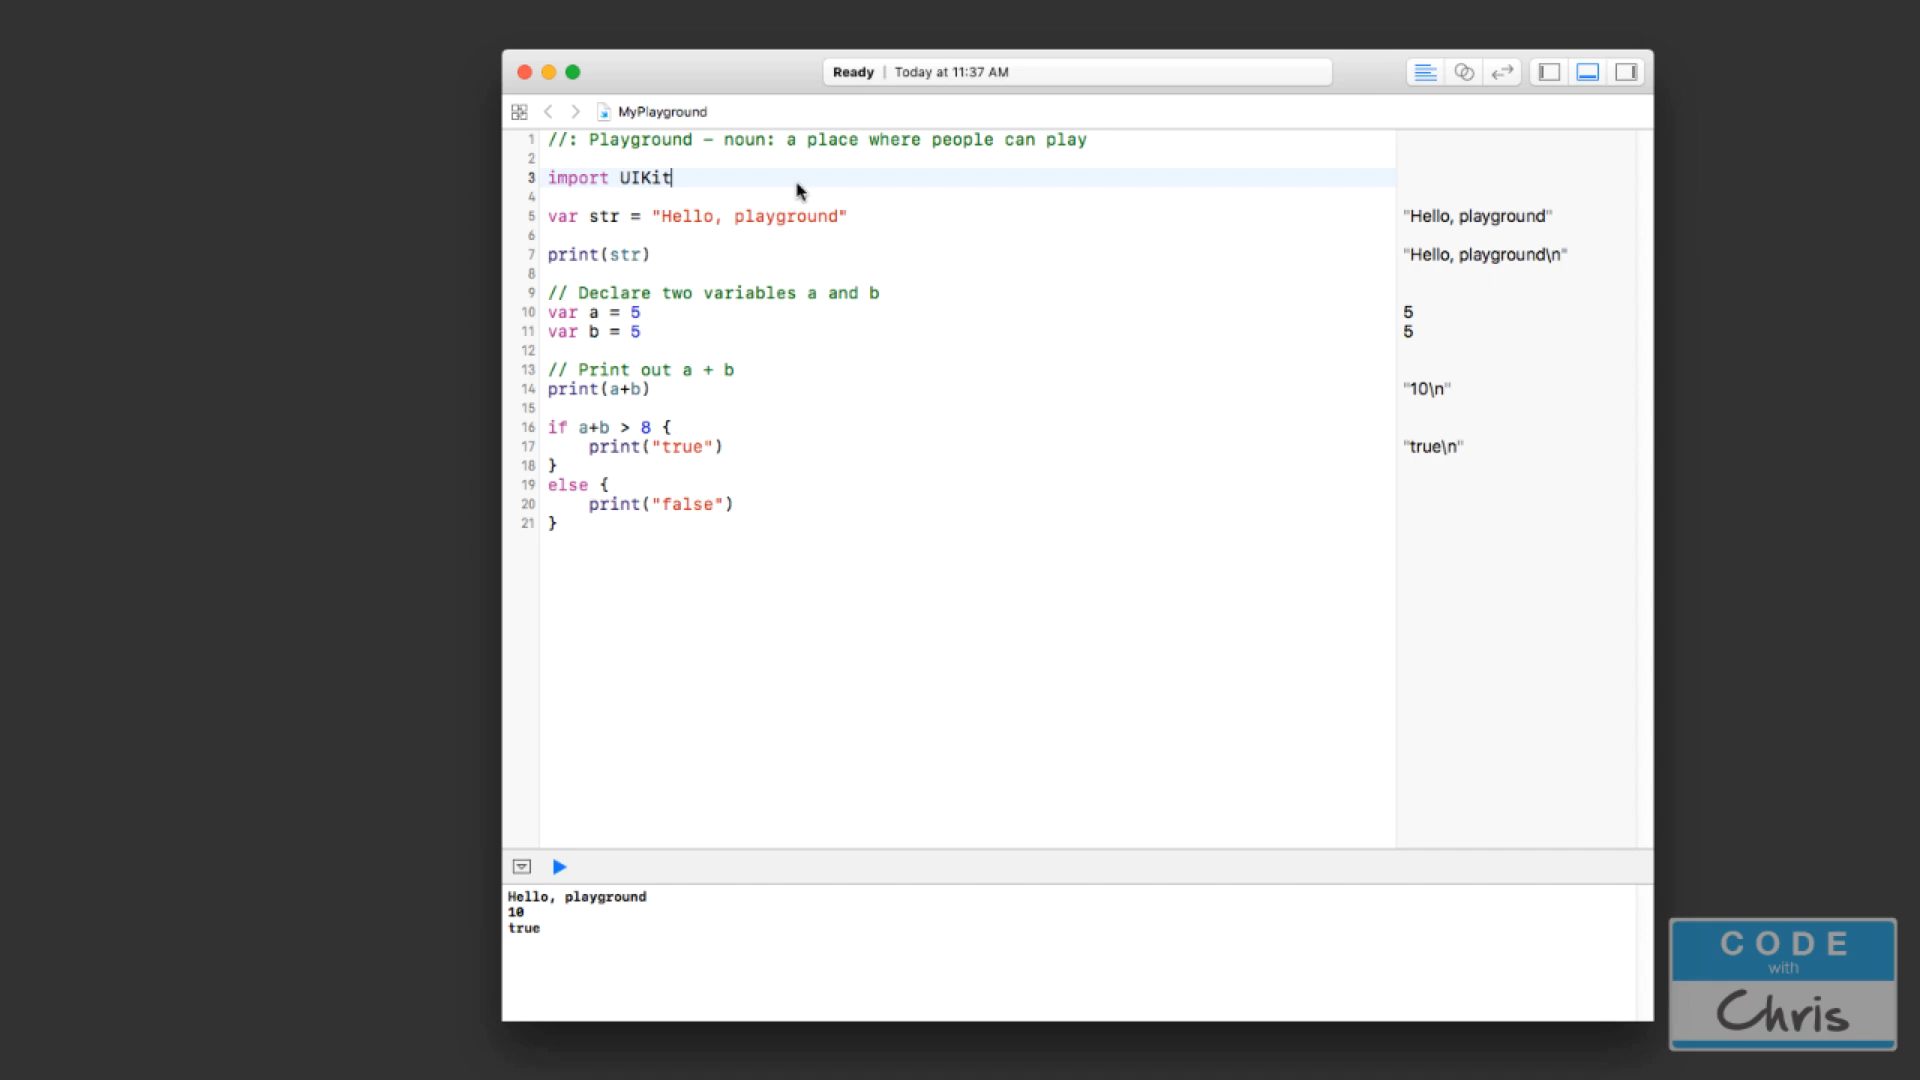 Ready | Today at 11:37 AM
MyPlayground
1 //: Playground - noun: a place where people can play
2
3 import UIKit
4
5 var str = "Hello, playground" "Hello, playground"
6
7 print(str) "Hello, playground\n"
8
9 // Declare two variables a and b
10 var a = 5 5
11 var b = 5 5
12
13 // Print out a + b
14 print(a+b) "10\n"
15
16 if a+b > 8 {
17     print("true") "true\n"
18 }
19 else {
20     print("false")
21 }
Hello, playground
10
true
CODE
with
Chris